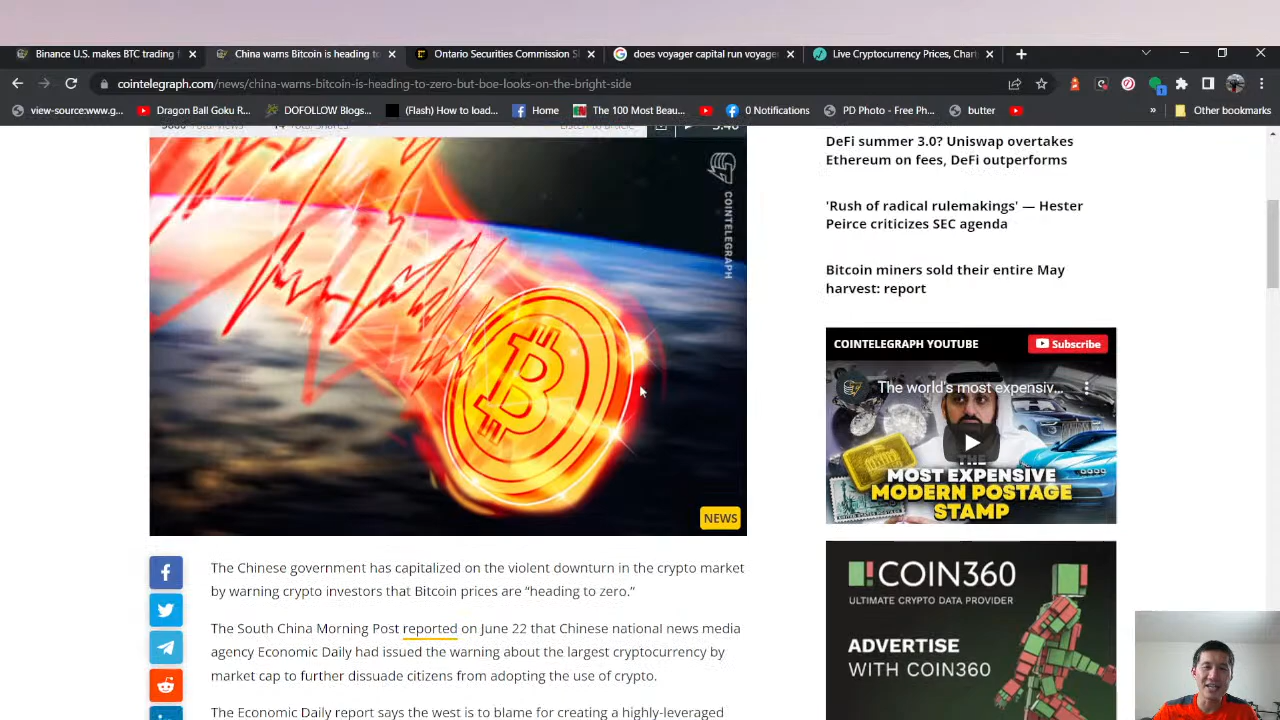 Binance U.S. makes BTC trading f
China warns Bitcoin is heading to
Ontario Securities Commission S
does voyager capital run voyager
Live Cryptocurrency Prices, Chart
cointelegraph.com/news/china-warns-bitcoin-is-heading-to-zero-but-boe-looks-on-the-bright-side
view-source:www.g...
Dragon Ball Goku R...
DOFOLLOW Blogs...
(Flash) How to load...
Home
The 100 Most Beau...
0 Notifications
PD Photo - Free Ph...
butter
»
Other bookmarks
COINTELEGRAPH
NEWS
The Chinese government has capitalized on the violent downturn in the crypto market
by warning crypto investors that Bitcoin prices are “heading to zero.”
The South China Morning Post reported on June 22 that Chinese national news media
agency Economic Daily had issued the warning about the largest cryptocurrency by
market cap to further dissuade citizens from adopting the use of crypto.
The Economic Daily report says the west is to blame for creating a highly-leveraged
DeFi summer 3.0? Uniswap overtakes
Ethereum on fees, DeFi outperforms
'Rush of radical rulemakings' — Hester
Peirce criticizes SEC agenda
Bitcoin miners sold their entire May
harvest: report
COINTELEGRAPH YOUTUBE
Subscribe
The world's most expensiv...
THE
MOST EXPENSIVE
MODERN POSTAGE
STAMP
COIN360
ULTIMATE CRYPTO DATA PROVIDER
ADVERTISE
WITH COIN360